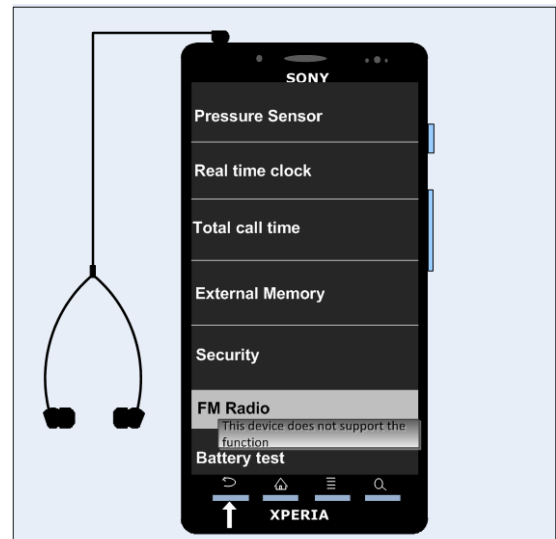 SONY
Pressure Sensor
Real time clock
Total call time
External Memory
Security
FM Radio
This device does not support the
function
Battery test
XPERIA